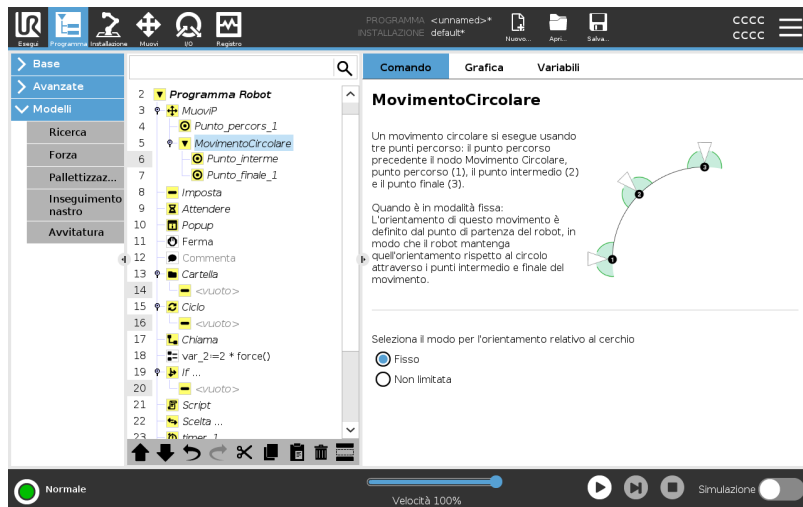 PROGRAMMA <unnamed>*
INSTALLAZIONE default*
CCCC
CCCC
Esegui
Programma
Installazione
Muovi
I/O
Registro
Nuovo...
Apri...
Salva...
Base
Avanzate
Modelli
Ricerca
Forza
Pallettizzaz...
Inseguimento
nastro
Avvitatura
2 Programma Robot
3 MuoviP
4 Punto_percors_1
5 MovimentoCircolare
6 Punto_interme
7 Punto_finale_1
8 Imposta
9 Attendere
10 Popup
11 Ferma
12 Commenta
13 Cartella
14 <vuoto>
15 Ciclo
16 <vuoto>
17 Chiama
18 var_2:=2 * force()
19 If ...
20 <vuoto>
21 Script
22 Scelta ...
23 timer_1
Comando
Grafica
Variabili
MovimentoCircolare
Un movimento circolare si esegue usando
tre punti percorso: il punto percorso
precedente il nodo Movimento Circolare,
punto percorso (1), il punto intermedio (2)
e il punto finale (3).
Quando è in modalità fissa:
L'orientamento di questo movimento è
definito dal punto di partenza del robot, in
modo che il robot mantenga
quell'orientamento rispetto al circolo
attraverso i punti intermedio e finale del
movimento.
1
2
3
Seleziona il modo per l'orientamento relativo al cerchio
Fisso
Non limitata
Normale
Velocità 100%
Simulazione